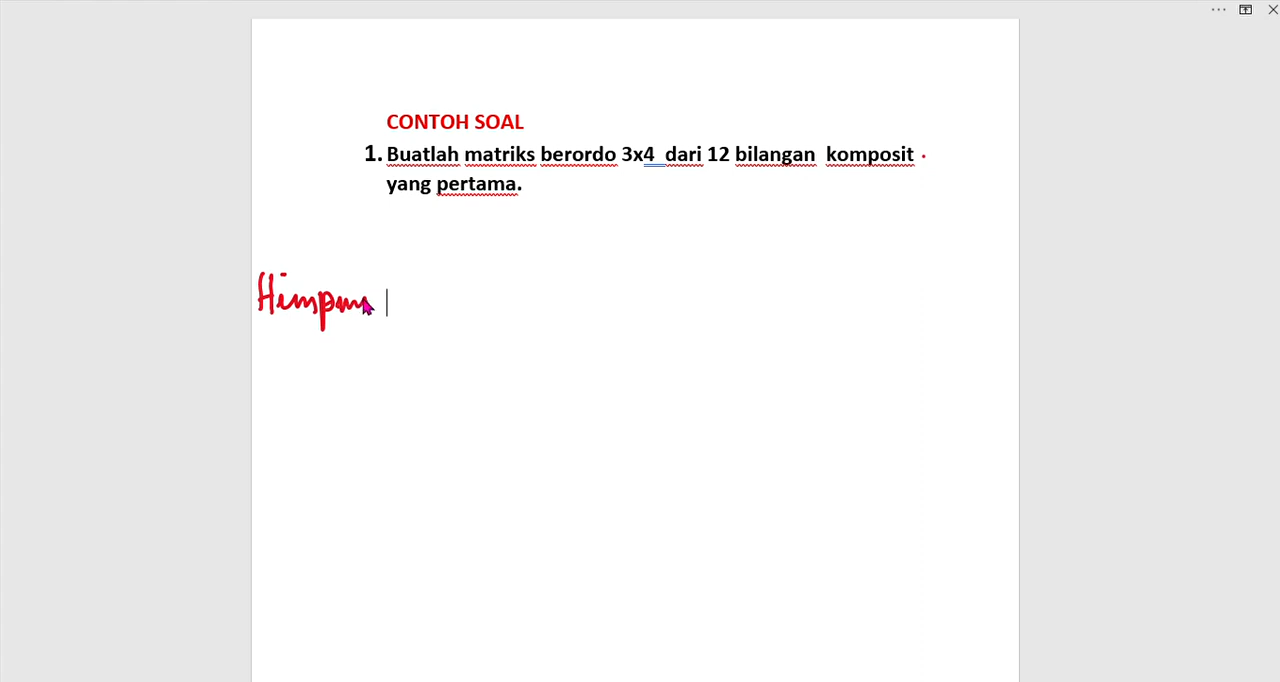 CONTOH SOAL
1. Buatlah matriks berordo 3x4 dari 12 bilangan komposit
yang pertama.
Himpun